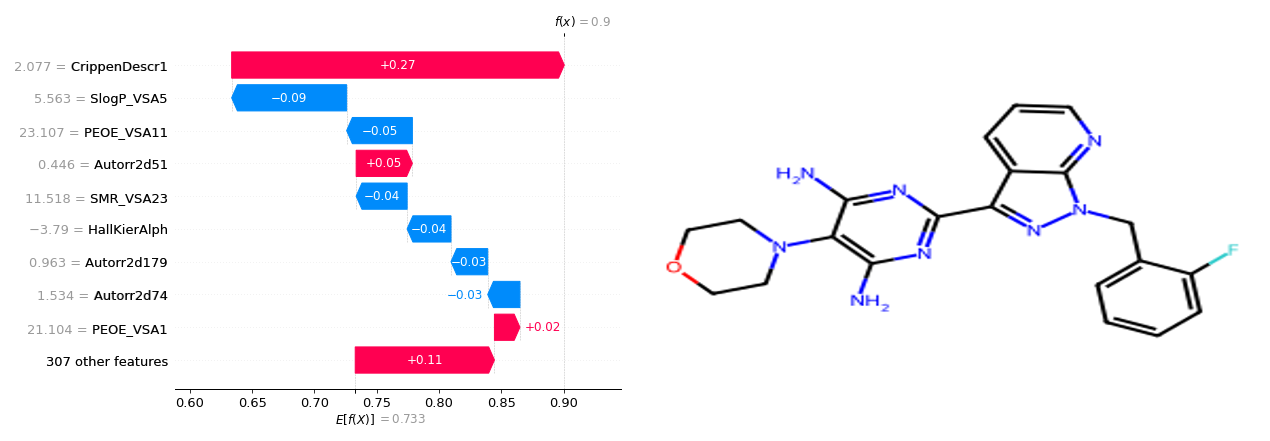 f(x) = 0.9
2.077 = CrippenDescr1
+0.27
5.563 = SlogP_VSA5
−0.09
23.107 = PEOE_VSA11
−0.05
0.446 = Autorr2d51
+0.05
11.518 = SMR_VSA23
−0.04
−3.79 = HallKierAlph
−0.04
0.963 = Autorr2d179
−0.03
1.534 = Autorr2d74
−0.03
21.104 = PEOE_VSA1
+0.02
307 other features
+0.11
0.60 0.65 0.70 0.75 0.80 0.85 0.90
E[f(X)] = 0.733
N
H₂N
N
N
N
F
N
N
N
O
NH₂